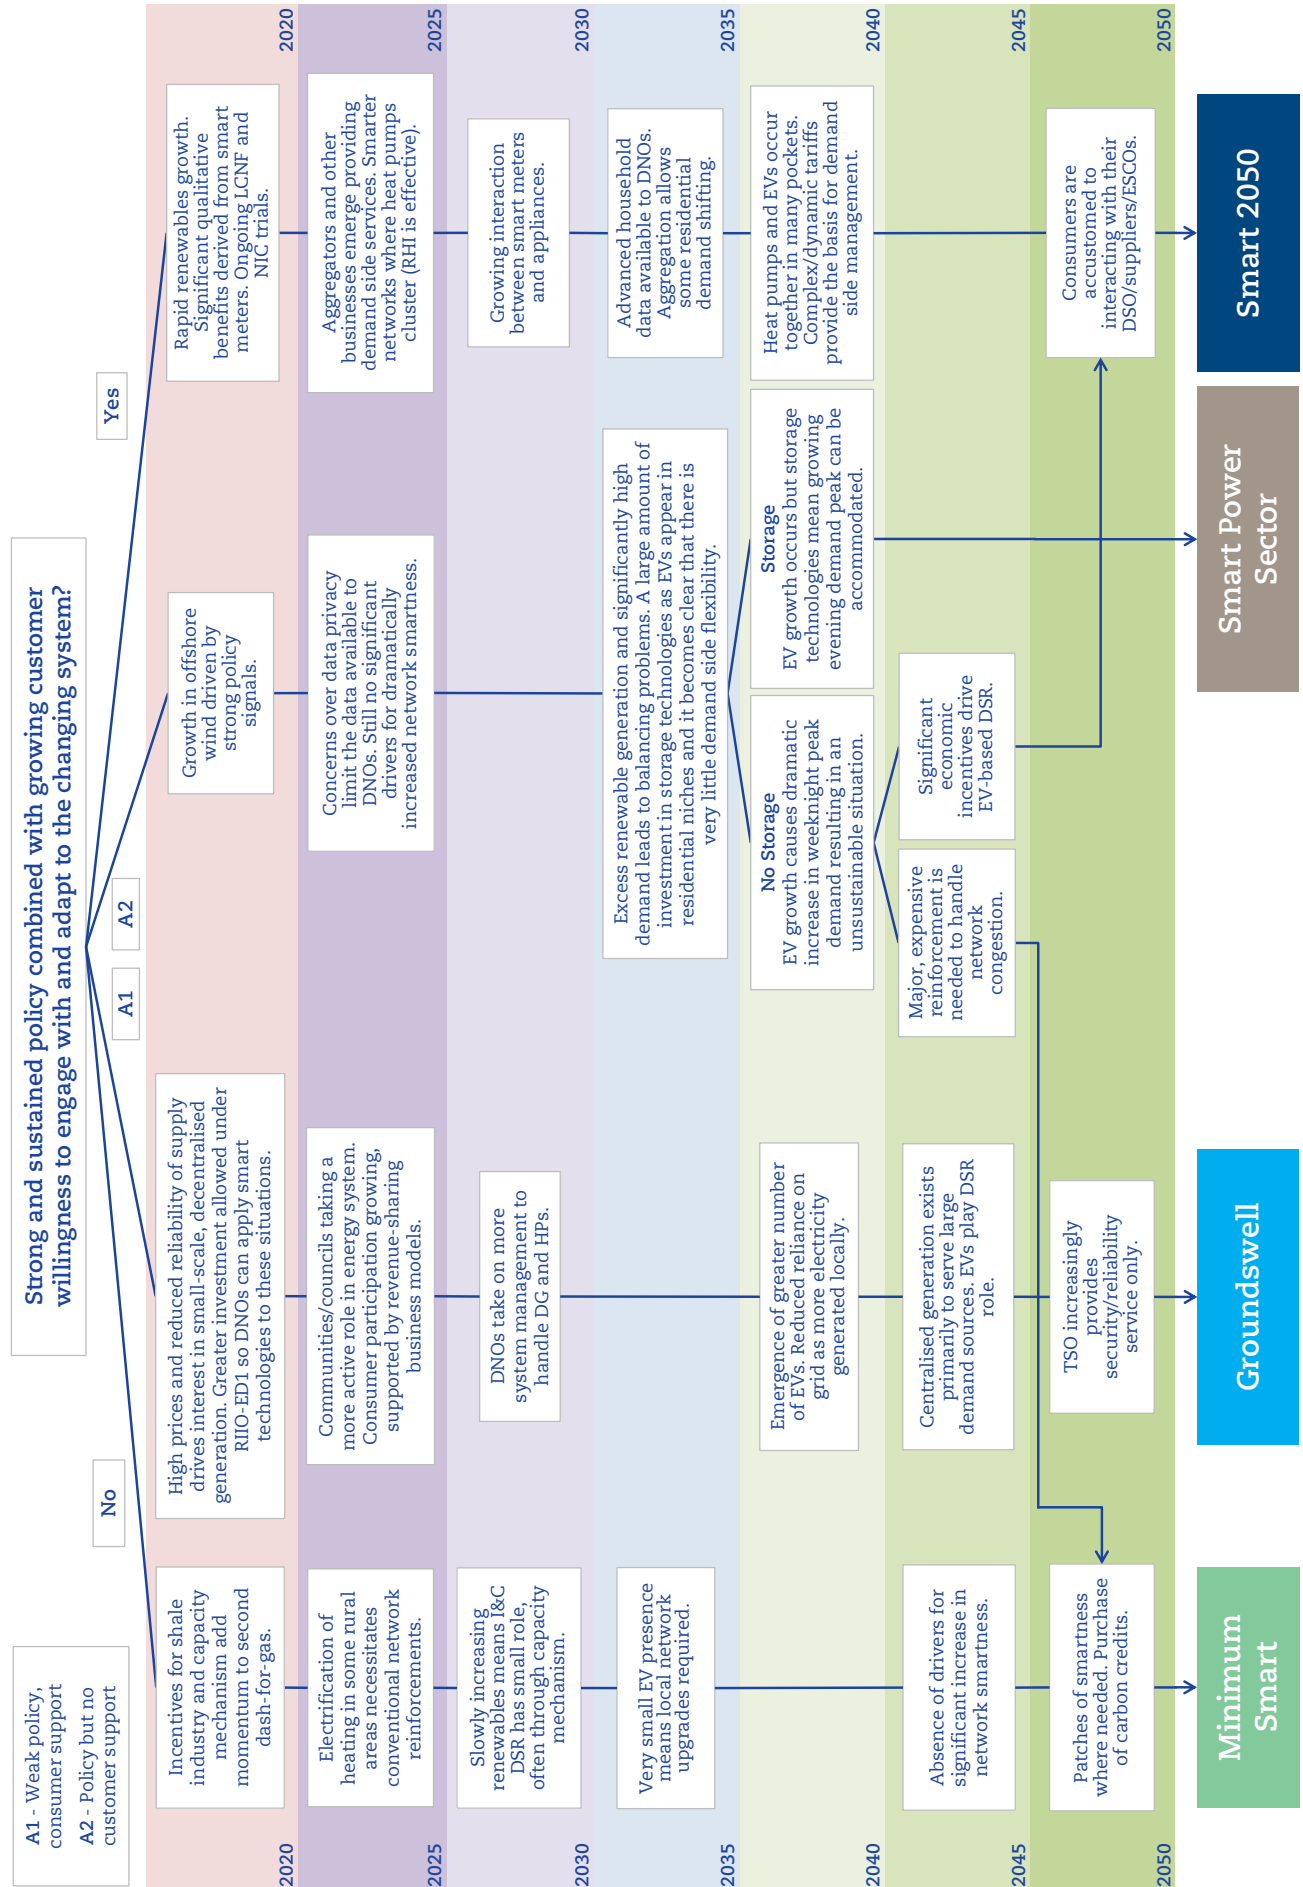 A1 - Weak policy,
consumer support
A2 - Policy but no
customer support
Strong and sustained policy combined with growing customer
willingness to engage with and adapt to the changing system?
No
A1
A2
Yes
2020
2025
2030
2035
2040
2045
2050
Incentives for shale
industry and capacity
mechanism add
momentum to second
dash-for-gas.
Electrification of
heating in some rural
areas necessitates
conventional network
reinforcements.
Slowly increasing
renewables means I&C
DSR has small role,
often through capacity
mechanism.
Very small EV presence
means local network
upgrades required.
Absence of drivers for
significant increase in
network smartness.
Patches of smartness
where needed. Purchase
of carbon credits.
Minimum
Smart
High prices and reduced reliability of supply
drives interest in small-scale, decentralised
generation. Greater investment allowed under
RIIO-ED1 so DNOs can apply smart
technologies to these situations.
Communities/councils taking a
more active role in energy system.
Consumer participation growing,
supported by revenue-sharing
business models.
DNOs take on more
system management to
handle DG and HPs.
Emergence of greater number
of EVs. Reduced reliance on
grid as more electricity
generated locally.
Centralised generation exists
primarily to serve large
demand sources. EVs play DSR
role.
TSO increasingly
provides
security/reliability
service only.
Groundswell
Growth in offshore
wind driven by
strong policy
signals.
Concerns over data privacy
limit the data available to
DNOs. Still no significant
drivers for dramatically
increased network smartness.
Excess renewable generation and significantly high
demand leads to balancing problems. A large amount of
investment in storage technologies as EVs appear in
residential niches and it becomes clear that there is
very little demand side flexibility.
No Storage
EV growth causes dramatic
increase in weeknight peak
demand resulting in an
unsustainable situation.
Storage
EV growth occurs but storage
technologies mean growing
evening demand peak can be
accommodated.
Major, expensive
reinforcement is
needed to handle
network
congestion.
Significant
economic
incentives drive
EV-based DSR.
Smart Power
Sector
Rapid renewables growth.
Significant qualitative
benefits derived from smart
meters. Ongoing LCNF and
NIC trials.
Aggregators and other
businesses emerge providing
demand side services. Smarter
networks where heat pumps
cluster (RHI is effective).
Growing interaction
between smart meters
and appliances.
Advanced household
data available to DNOs.
Aggregation allows
some residential
demand shifting.
Heat pumps and EVs occur
together in many pockets.
Complex/dynamic tariffs
provide the basis for demand
side management.
Consumers are
accustomed to
interacting with their
DSO/suppliers/ESCOs.
Smart 2050
2020
2025
2030
2035
2040
2045
2050